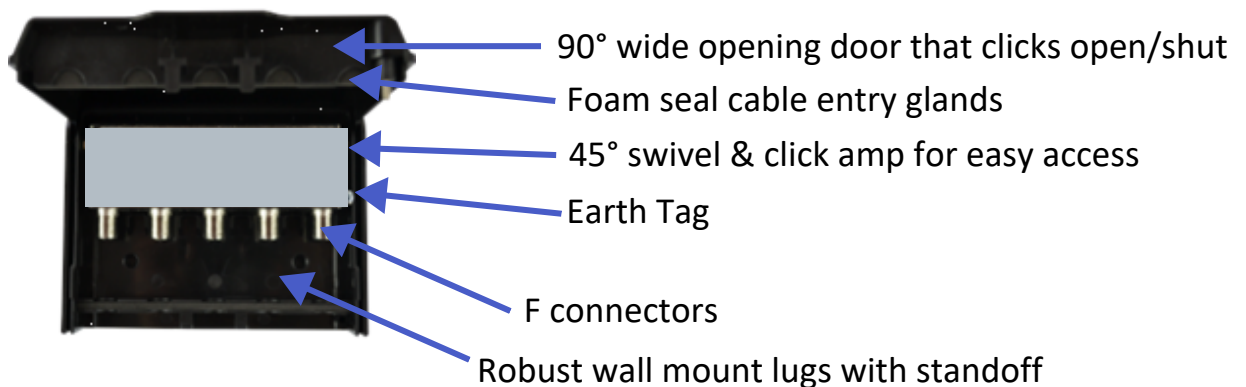 90° wide opening door that clicks open/shut
Foam seal cable entry glands
45° swivel & click amp for easy access
Earth Tag
F connectors
Robust wall mount lugs with standoff